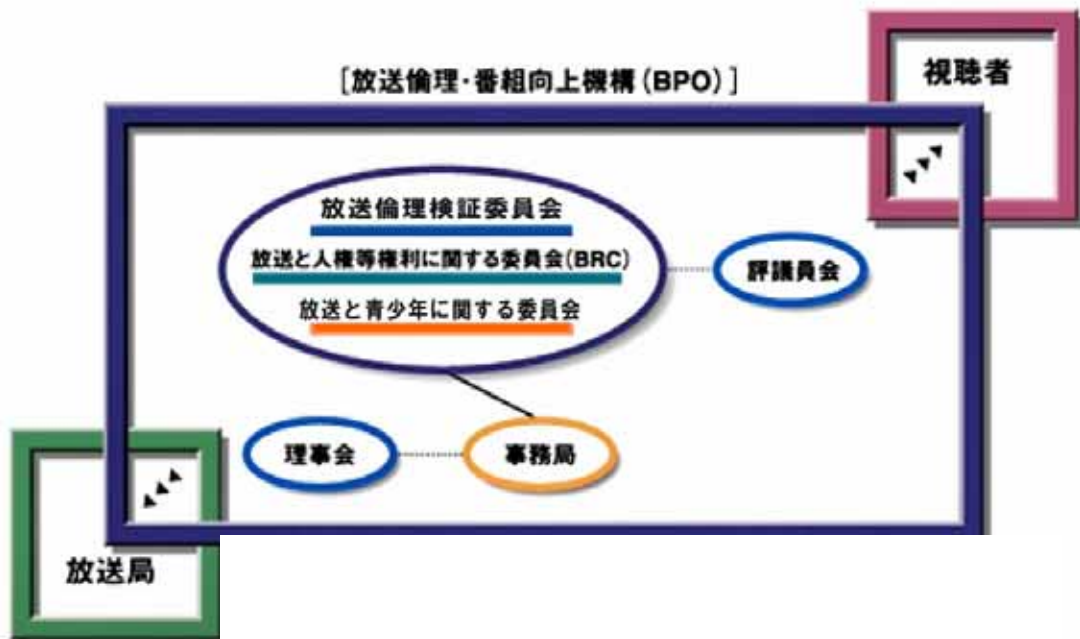 [放送倫理・番組向上機構(BPO)]
視聴者
放送倫理検証委員会
放送と人権等権利に関する委員会(BRC)
放送と青少年に関する委員会
評議員会
理事会
事務局
放送局